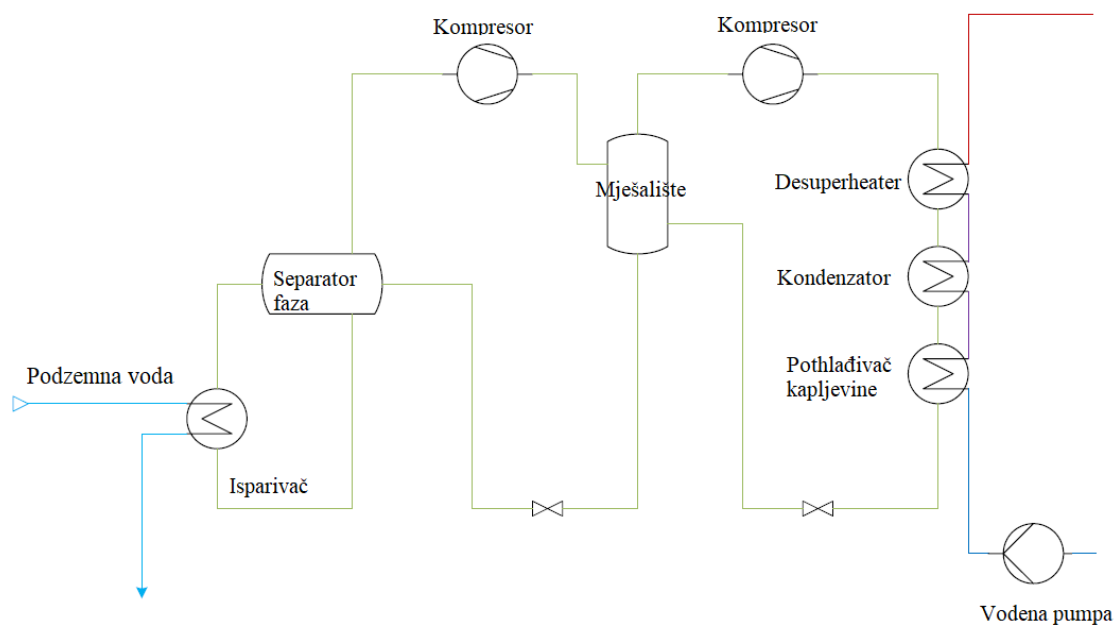 Kompresor
Kompresor
Mješalište
Desuperheater
Separator
faza
Kondenzator
Podzemna voda
Pothlađivač
kapljevine
Isparivač
Vodena pumpa